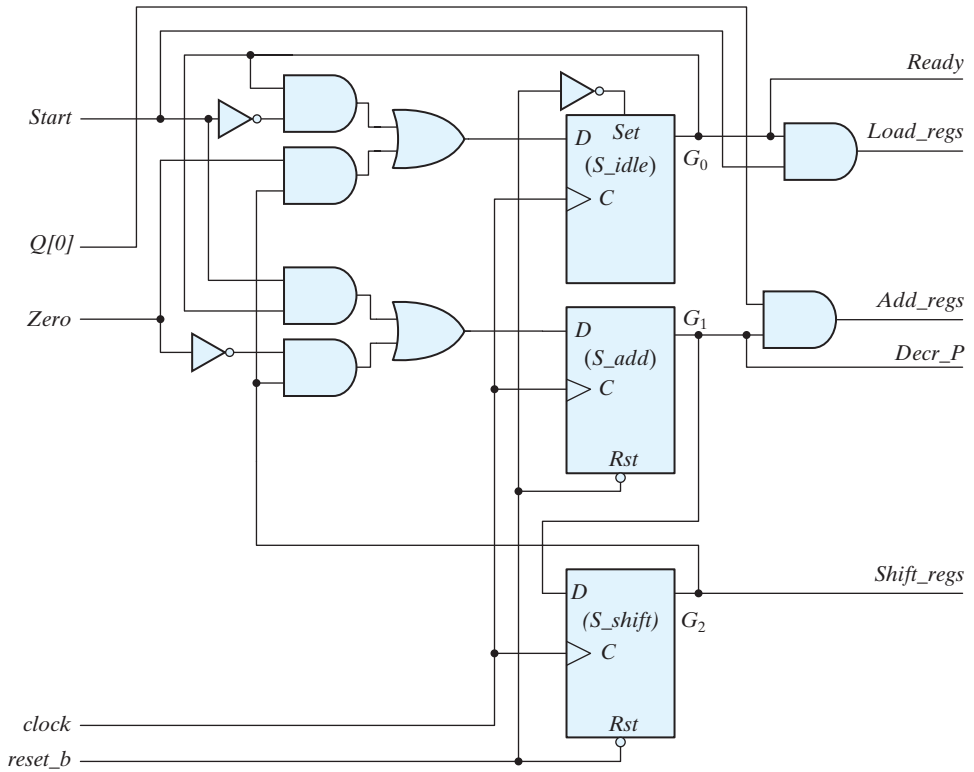 Ready
Start
Set
Load_regs
D
G0
(S_idle)
C
Q[0]
Zero
G1
Add_regs
D
(S_add)
Decr_P
C
Rst
Shift_regs
D
(S_shift)
G2
C
clock
Rst
reset_b